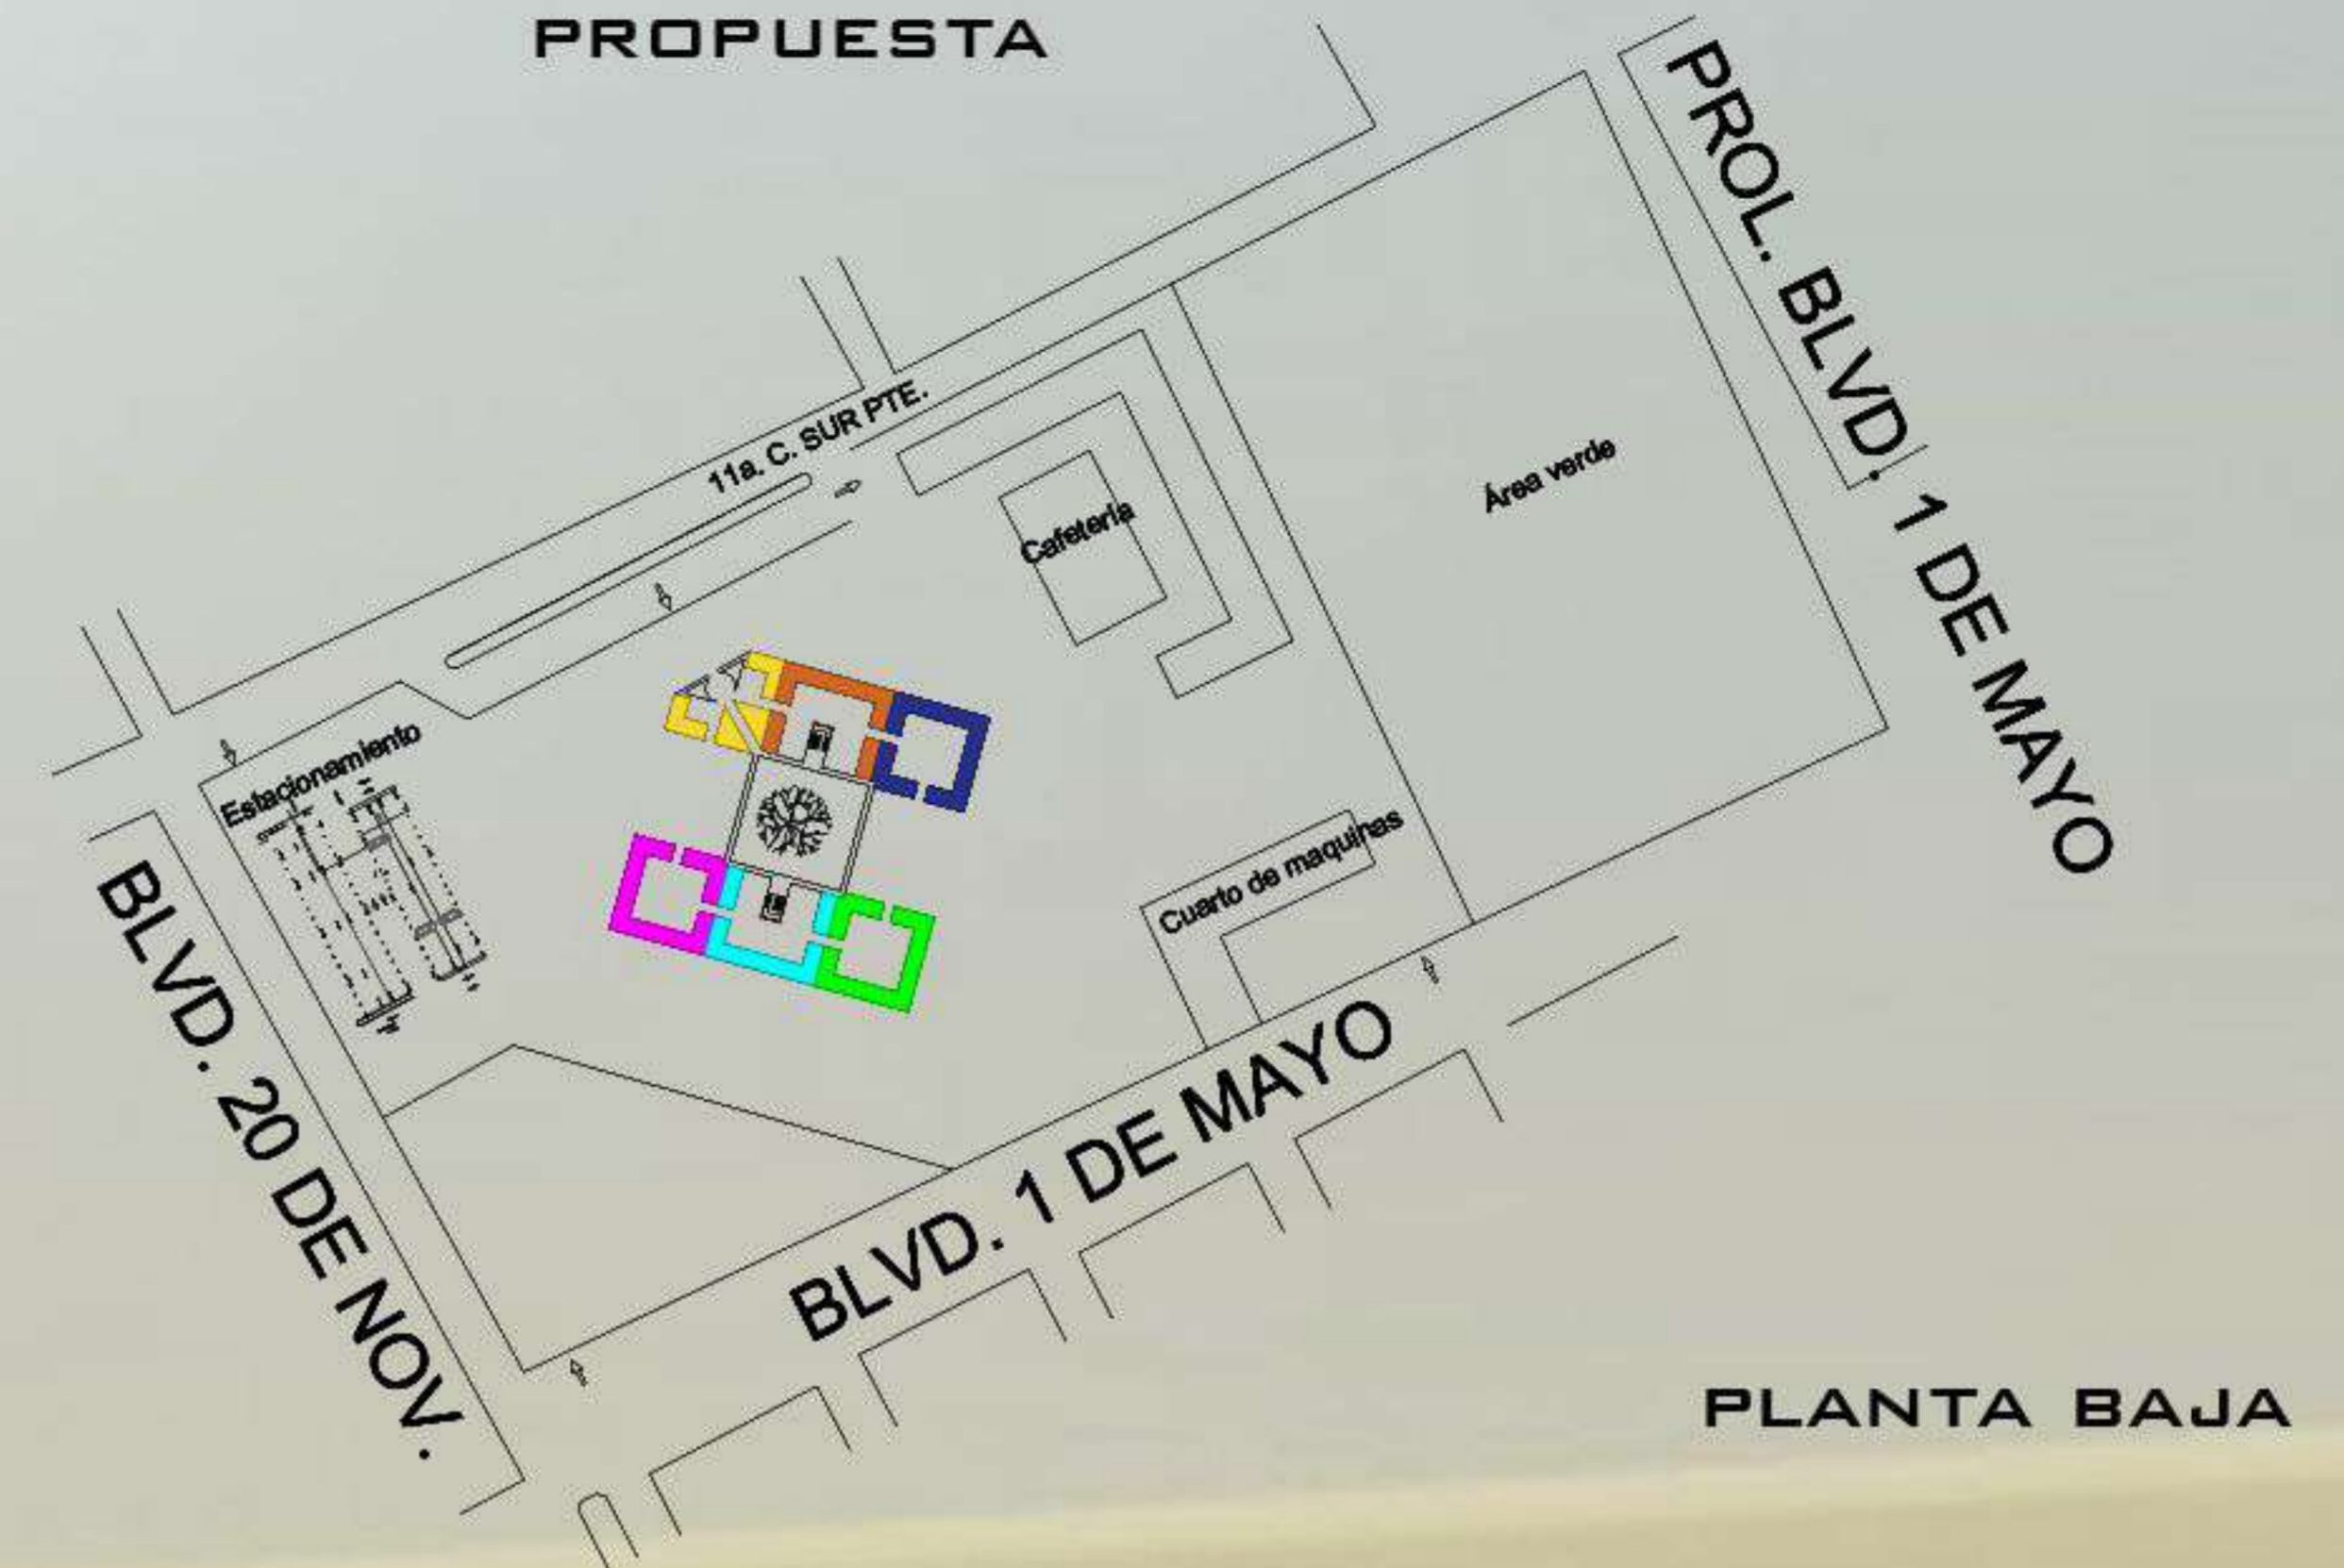 PROPUESTA
PROL. BLVD. 1 DE MAYO
11a. C. SUR PTE.
Área verde
Cafetería
Estacionamiento
Cuarto de maquinas
BLVD. 20 DE NOV.
BLVD. 1 DE MAYO
PLANTA BAJA